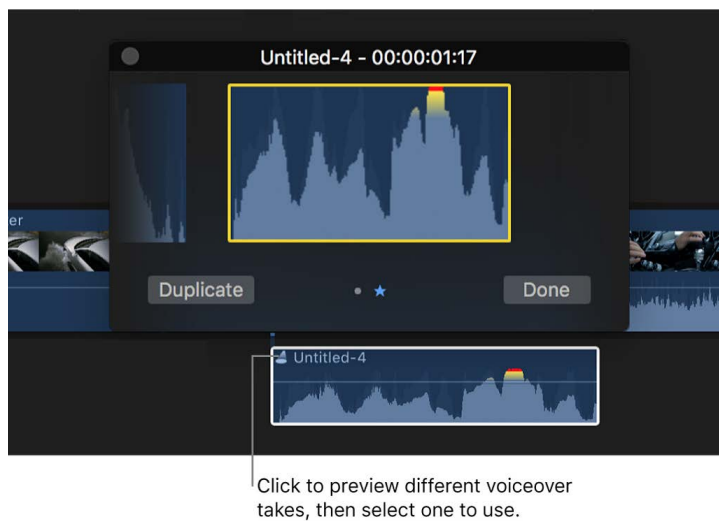 Untitled-4 - 00:00:01:17
er
Duplicate
Done
Untitled-4
Click to preview different voiceover
takes, then select one to use.